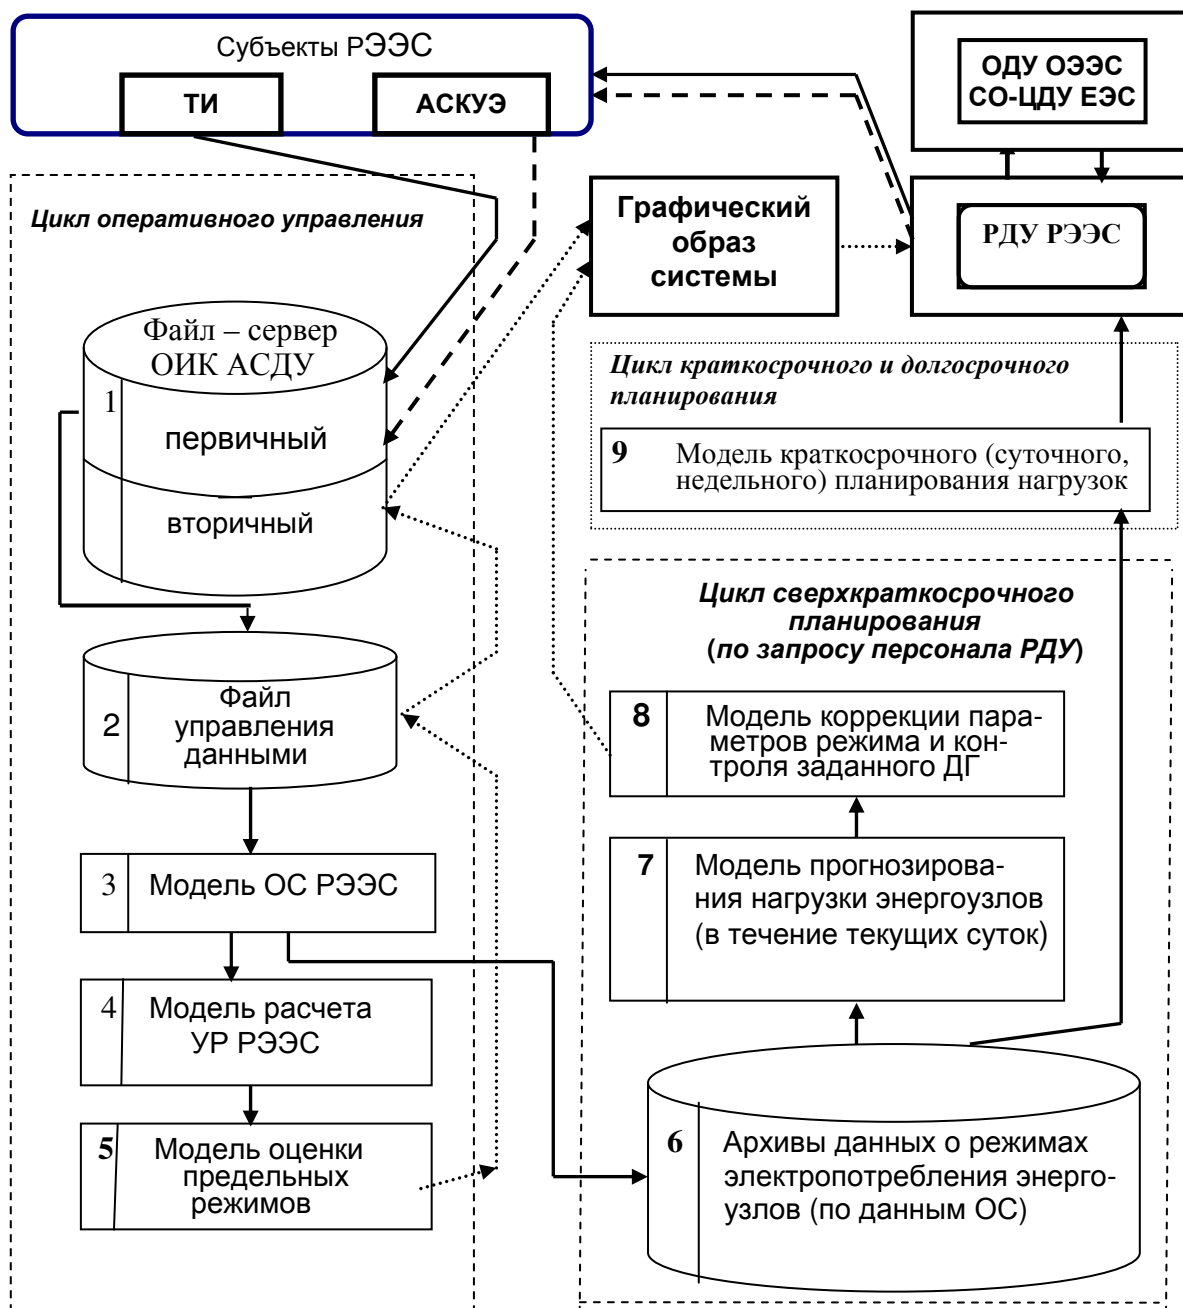 Субъекты РЭЭС
ТИ
АСКУЭ
ОДУ ОЭЭС
СО-ЦДУ ЕЭС
Цикл оперативного управления
Графический
образ
системы
РДУ РЭЭС
Файл – сервер
ОИК АСДУ
1
первичный
вторичный
Цикл краткосрочного и долгосрочного
планирования
9 Модель краткосрочного (суточного,
недельного) планирования нагрузок
Цикл сверхкраткосрочного
планирования
(по запросу персонала РДУ)
2
Файл
управления
данными
8 Модель коррекции пара-
метров режима и кон-
троля заданного ДГ
3 Модель ОС РЭЭС
7 Модель прогнозирова-
ния нагрузки энергоузлов
(в течение текущих суток)
4 Модель расчета
УР РЭЭС
5 Модель оценки
предельных
режимов
6 Архивы данных о режимах
электропотребления энерго-
узлов (по данным ОС)